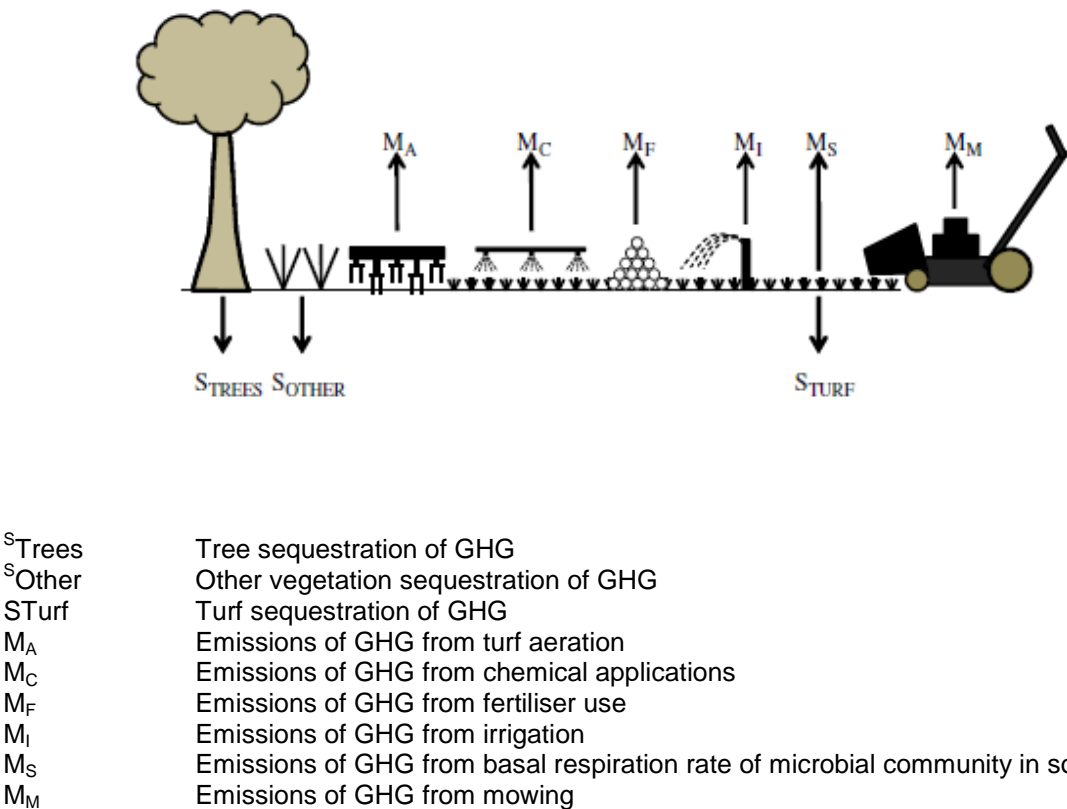 M_A M_C M_F M_I M_S M_M
S_TREES S_OTHER S_TURF
^STrees Tree sequestration of GHG
^SOther Other vegetation sequestration of GHG
STurf Turf sequestration of GHG
M_A Emissions of GHG from turf aeration
M_C Emissions of GHG from chemical applications
M_F Emissions of GHG from fertiliser use
M_I Emissions of GHG from irrigation
M_S Emissions of GHG from basal respiration rate of microbial community in
M_M Emissions of GHG from mowing